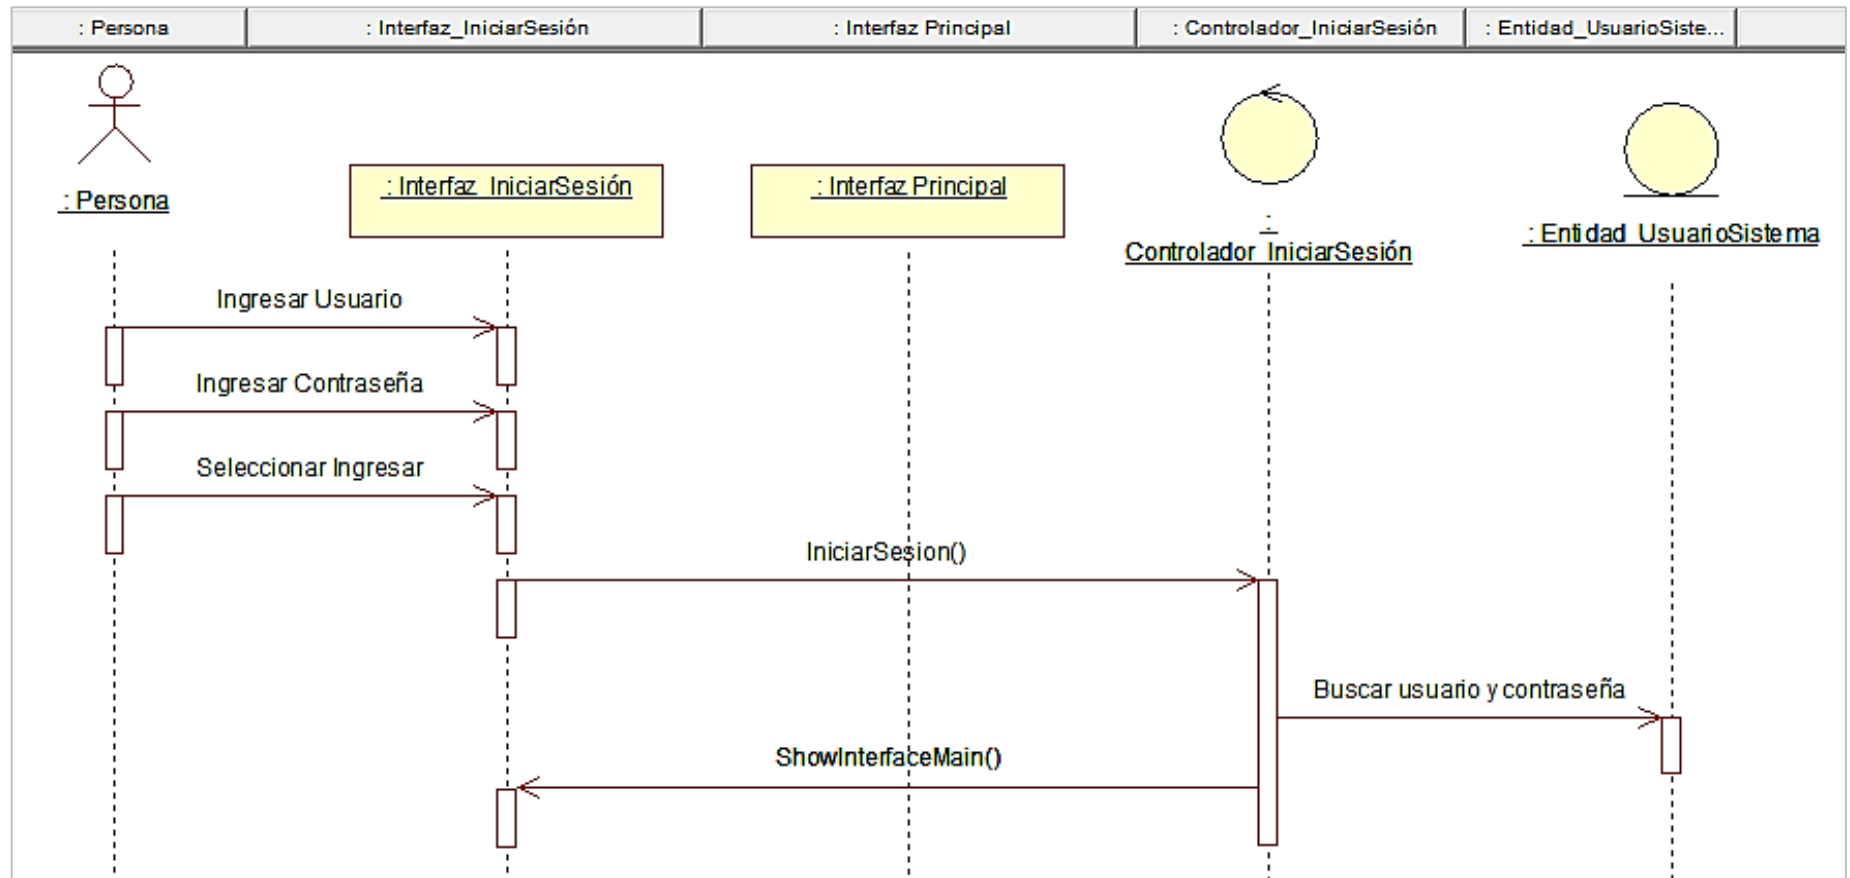 : Persona
: Interfaz_IniciarSesión
: Interfaz Principal
: Controlador_IniciarSesión
: Entidad_UsuarioSiste...
: Persona
: Interfaz_IniciarSesión
: Interfaz Principal
:
Controlador_IniciarSesión
: Entidad_UsuarioSistema
Ingresar Usuario
Ingresar Contraseña
Seleccionar Ingresar
IniciarSesion()
Buscar usuario y contraseña
ShowInterfaceMain()